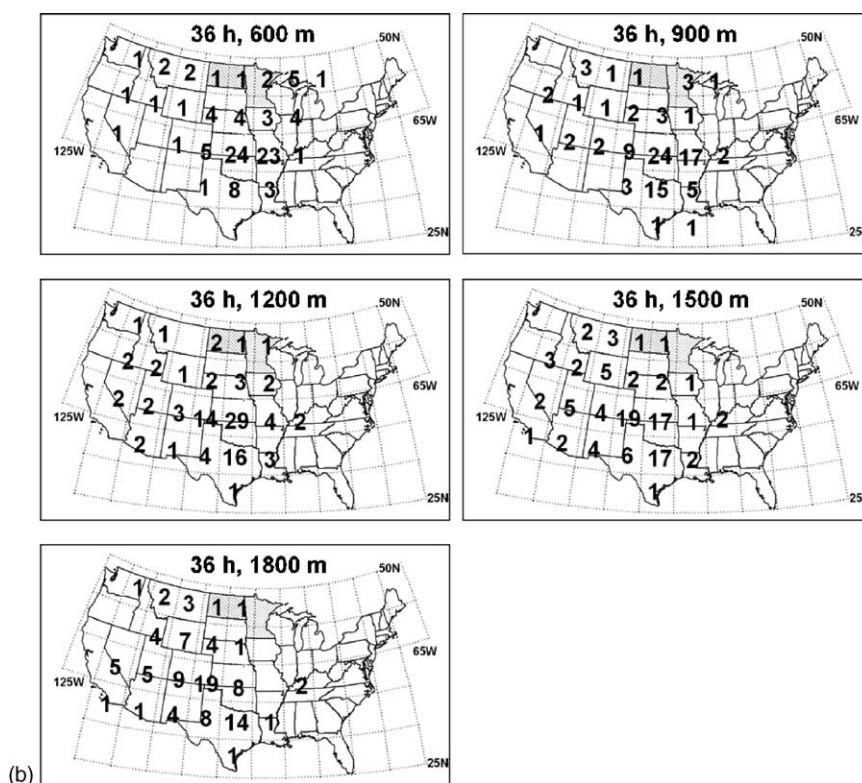 36 h, 600 m
50N
1 2 2 1 1 2 5 1
1 1 1 4 4 3 4
65W
1 1 5 24 23 1
125W
1 8 3
25N
36 h, 900 m
50N
3 1 1 3 1
2 1 1 2 3 1
65W
1 2 2 9 24 17 2
125W
3 15 5
1 1
25N
36 h, 1200 m
50N
1 1 2 1 1
2 2 1 2 3 2
65W
2 2 3 14 29 4 2
125W
2 1 4 16 3
1
25N
36 h, 1500 m
50N
2 3 1 1
3 2 5 2 2 1
65W
2 5 4 19 17 1 2
125W
1 2 4 6 17 2
1
25N
36 h, 1800 m
50N
1 2 3 1 1
4 7 4 1
65W
5 5 9 19 8 2
125W
1 1 4 8 14 1
1
25N
(b)